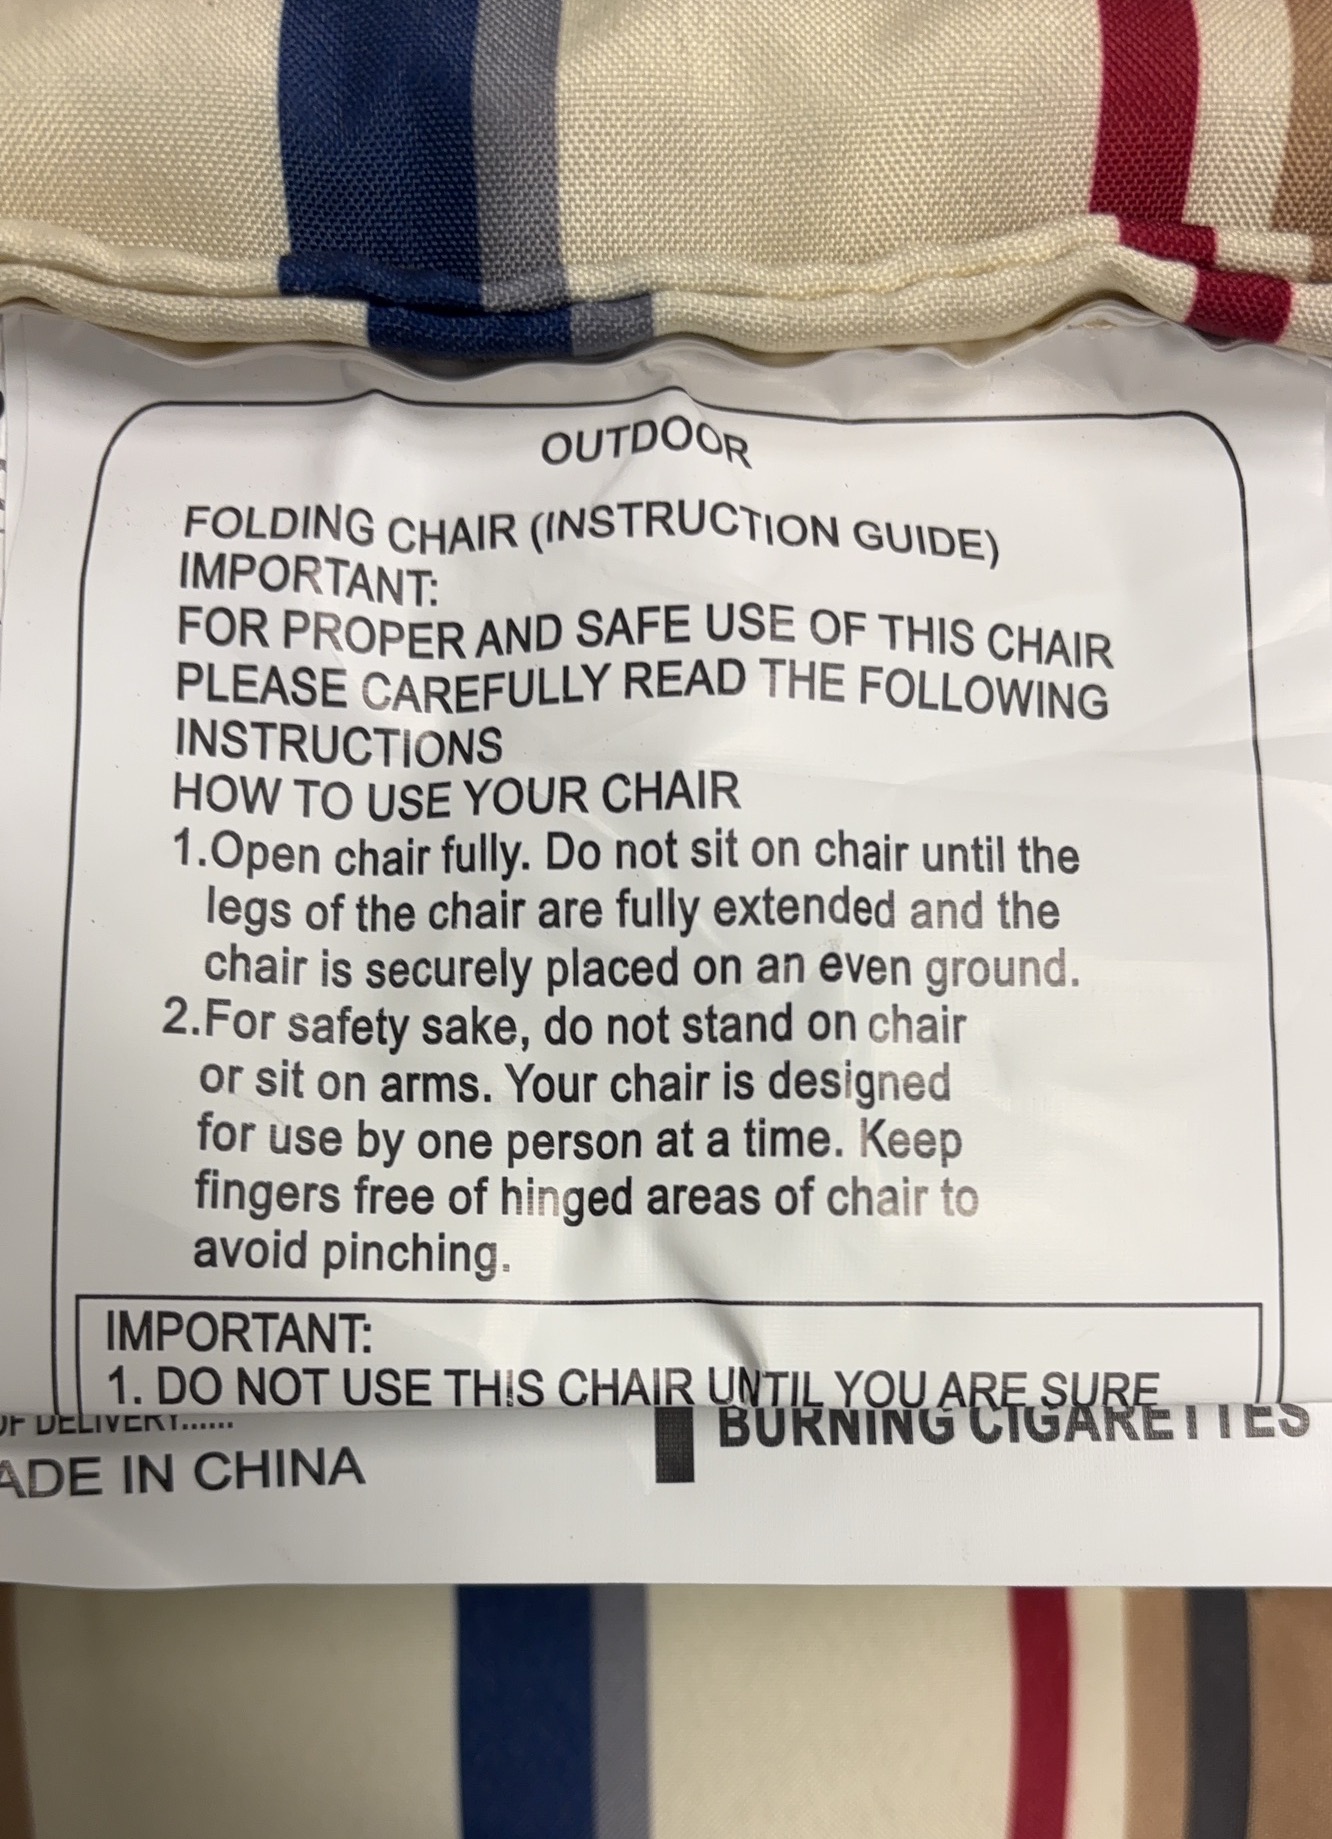 OUTDOOR
FOLDING CHAIR (INSTRUCTION GUIDE)
IMPORTANT:
FOR PROPER AND SAFE USE OF THIS CHAIR
PLEASE CAREFULLY READ THE FOLLOWING
INSTRUCTIONS
HOW TO USE YOUR CHAIR
1.Open chair fully. Do not sit on chair until the
legs of the chair are fully extended and the
chair is securely placed on an even ground.
2.For safety sake, do not stand on chair
or sit on arms. Your chair is designed
for use by one person at a time. Keep
fingers free of hinged areas of chair to
avoid pinching.
IMPORTANT:
1. DO NOT USE THIS CHAIR UNTIL YOU ARE SURE
OF DELIVERY......
BURNING CIGARETTES
ADE IN CHINA